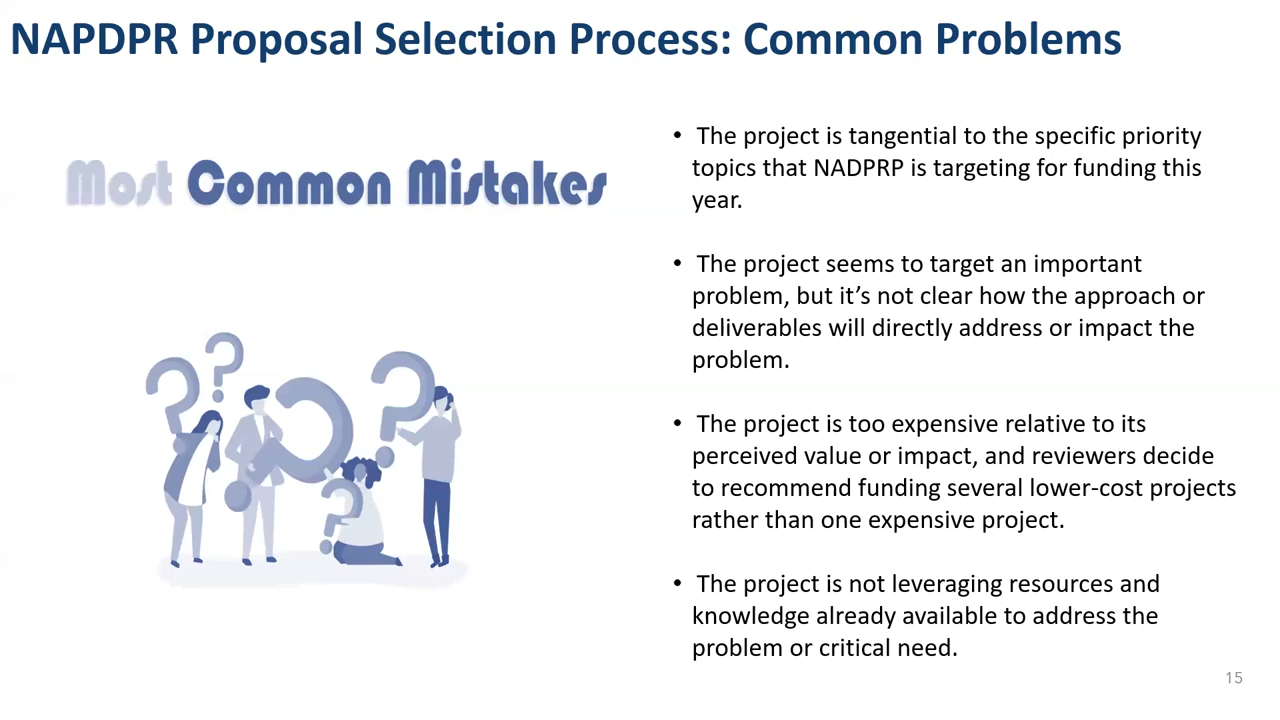 NAPDPR Proposal Selection Process: Common Problems
Most Common Mistakes
• The project is tangential to the specific priority
topics that NADPRP is targeting for funding this
year.
• The project seems to target an important
problem, but it’s not clear how the approach or
deliverables will directly address or impact the
problem.
• The project is too expensive relative to its
perceived value or impact, and reviewers decide
to recommend funding several lower-cost projects
rather than one expensive project.
• The project is not leveraging resources and
knowledge already available to address the
problem or critical need.
15